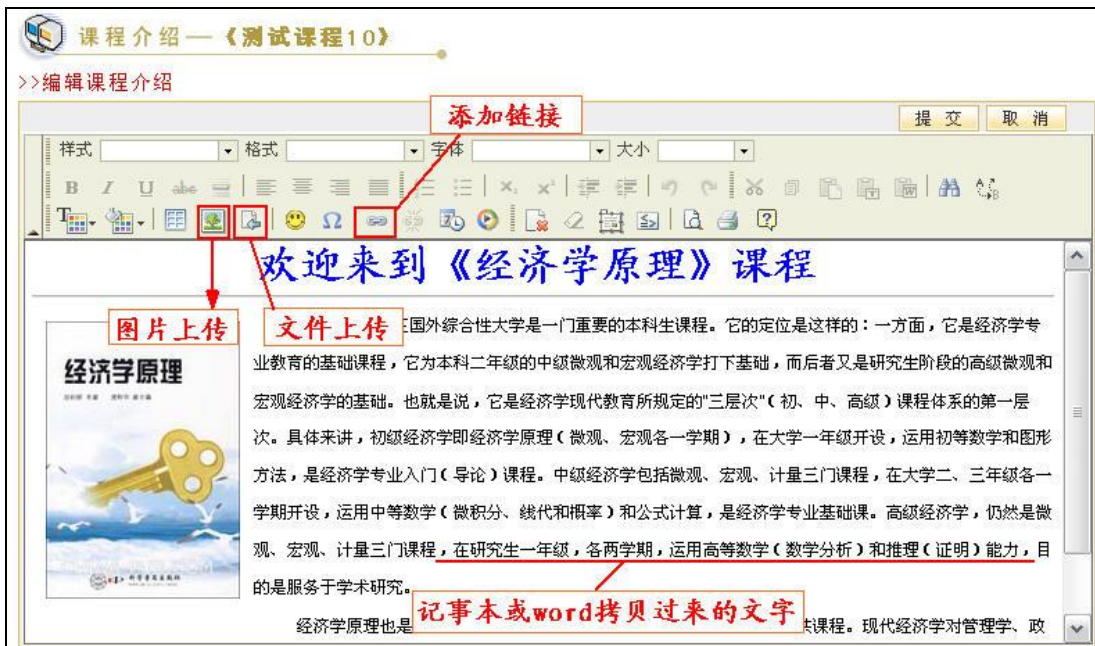 课程介绍—《测试课程10》
>>编辑课程介绍
添加链接
提 交 取 消
样式 格式 字体 大小
B I U abc
欢迎来到《经济学原理》课程
图片上传 文件上传
国外综合性大学是一门重要的本科生课程。它的定位是这样的：一方面，它是经济学专
业教育的基础课程，它为本科二年级的中级微观和宏观经济学打下基础，而后者又是研究生阶段的高级微观和
宏观经济学的基础。也就是说，它是经济学现代教育所规定的"三层次"（初、中、高级）课程体系的第一层
次。具体来讲，初级经济学即经济学原理（微观、宏观各一学期），在大学一年级开设，运用初等数学和图形
方法，是经济学专业入门（导论）课程。中级经济学包括微观、宏观、计量三门课程，在大学二、三年级各一
学期开设，运用中等数学（微积分、线代和概率）和公式计算，是经济学专业基础课。高级经济学，仍然是微
观、宏观、计量三门课程，在研究生一年级，各两学期，运用高等数学（数学分析）和推理（证明）能力，目
的是服务于学术研究。
经济学原理
记事本或word拷贝过来的文字
经济学原理也是 课程。现代经济学对管理学、政